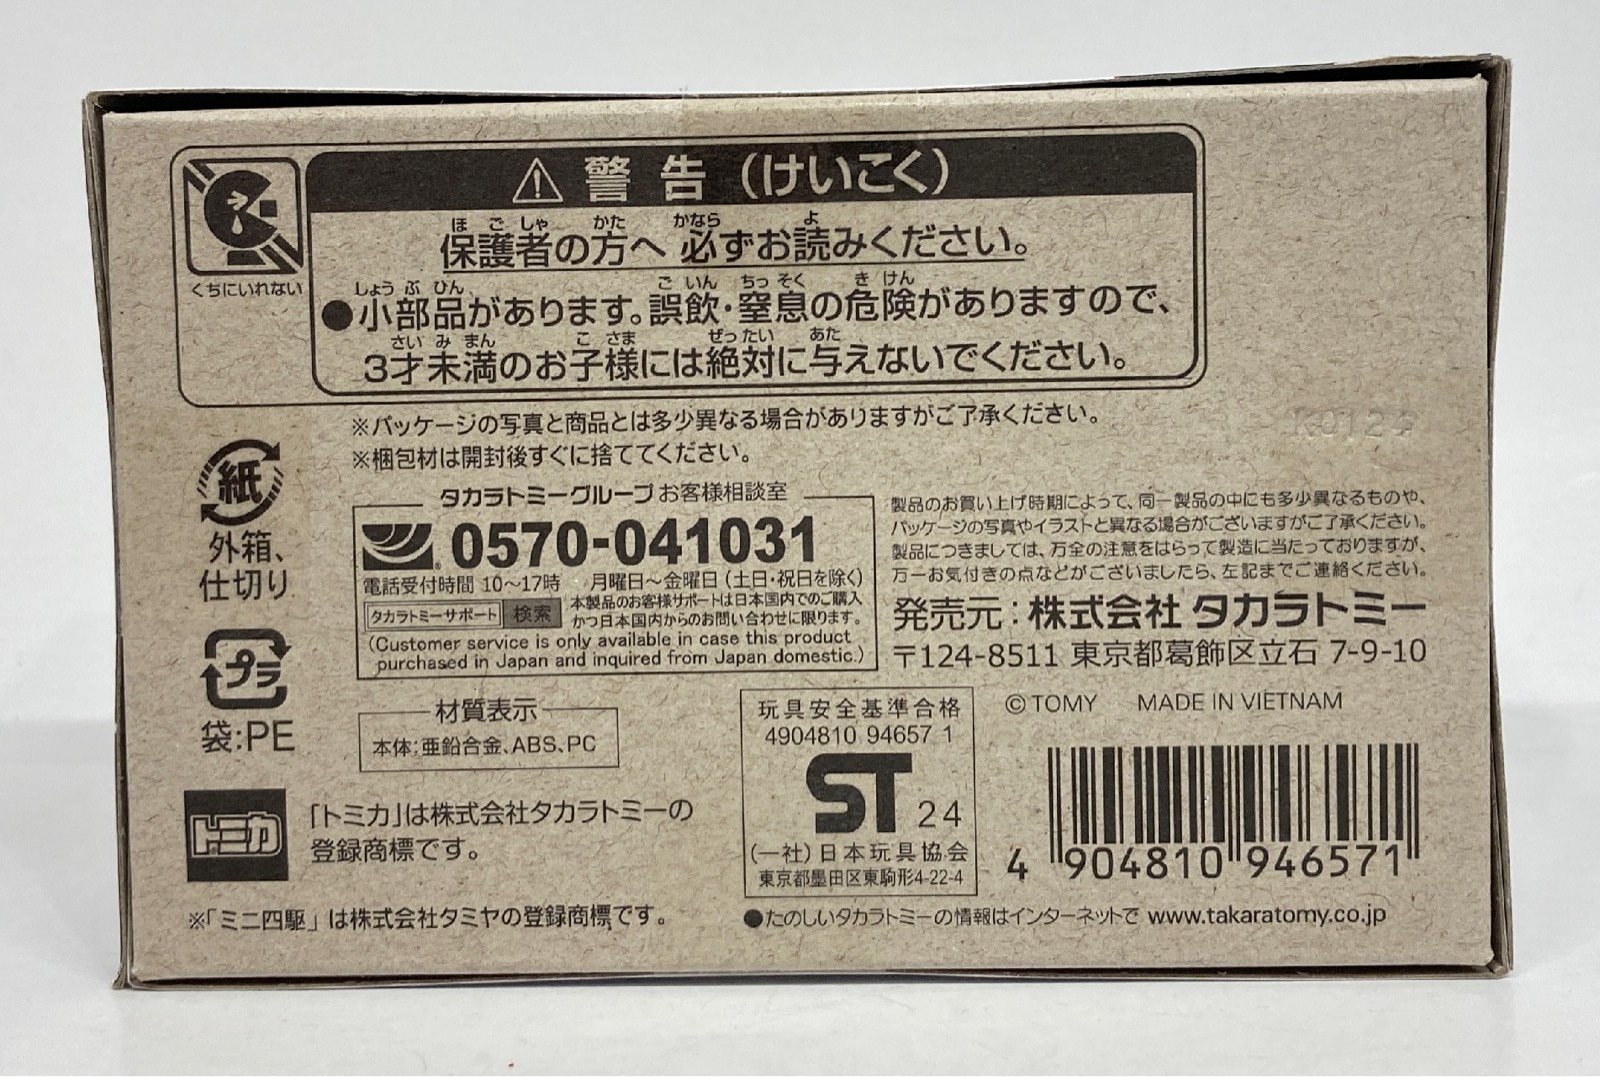 ⚠ 警告（けいこく）
くちにいれない
ほごしゃ かた かなら よ
保護者の方へ 必ずお読みください。
しょうぶひん ごいん ちっそく きけん
●小部品があります。誤飲・窒息の危険がありますので、
さいみまん こさま ぜったい あた
3才未満のお子様には絶対に与えないでください。
※パッケージの写真と商品とは多少異なる場合がありますがご了承ください。
※梱包材は開封後すぐに捨ててください。
紙
外箱、
仕切り
プラ
袋:PE
タカラトミーグループお客様相談室
0570-041031
電話受付時間 10〜17時 月曜日〜金曜日（土日・祝日を除く）
タカラトミーサポート 検索
本製品のお客様サポートは日本国内でのご購入
かつ日本国内からのお問い合わせに限ります。
(Customer service is only available in case this product
purchased in Japan and inquired from Japan domestic.)
製品のお買い上げ時期によって、同一製品の中にも多少異なるものや、
パッケージの写真やイラストと異なる場合がございますがご了承ください。
製品につきましては、万全の注意をはらって製造に当たっておりますが、
万一お気付きの点などがございましたら、左記までご連絡ください。
発売元：株式会社 タカラトミー
〒124-8511 東京都葛飾区立石 7-9-10
材質表示
本体：亜鉛合金、ABS、PC
トミカ
「トミカ」は株式会社タカラトミーの
登録商標です。
※「ミニ四駆」は株式会社タミヤの登録商標です。
玩具安全基準合格
4904810 94657 1
ST 24
(一社)日本玩具協会
東京都墨田区東駒形4-22-4
© TOMY MADE IN VIETNAM
4 904810 946571
●たのしいタカラトミーの情報はインターネットで www.takaratomy.co.jp